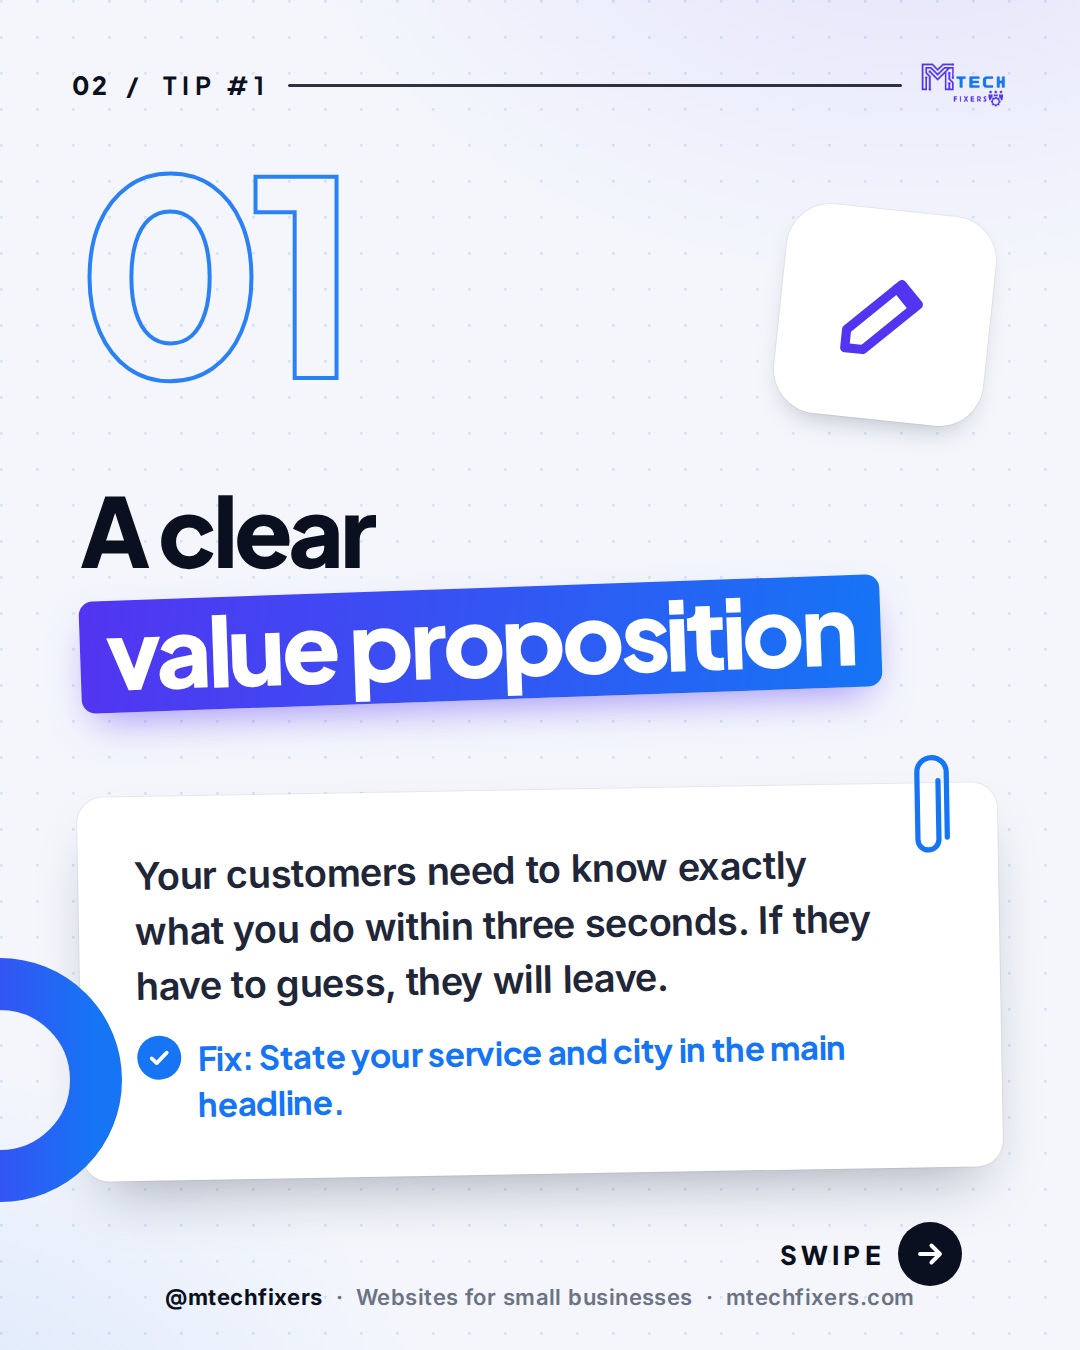 02 / TIP #1
MTECH
FIXERS
01
A clear
value proposition
Your customers need to know exactly
what you do within three seconds. If they
have to guess, they will leave.
Fix: State your service and city in the main
headline.
SWIPE
@mtechfixers · Websites for small businesses · mtechfixers.com